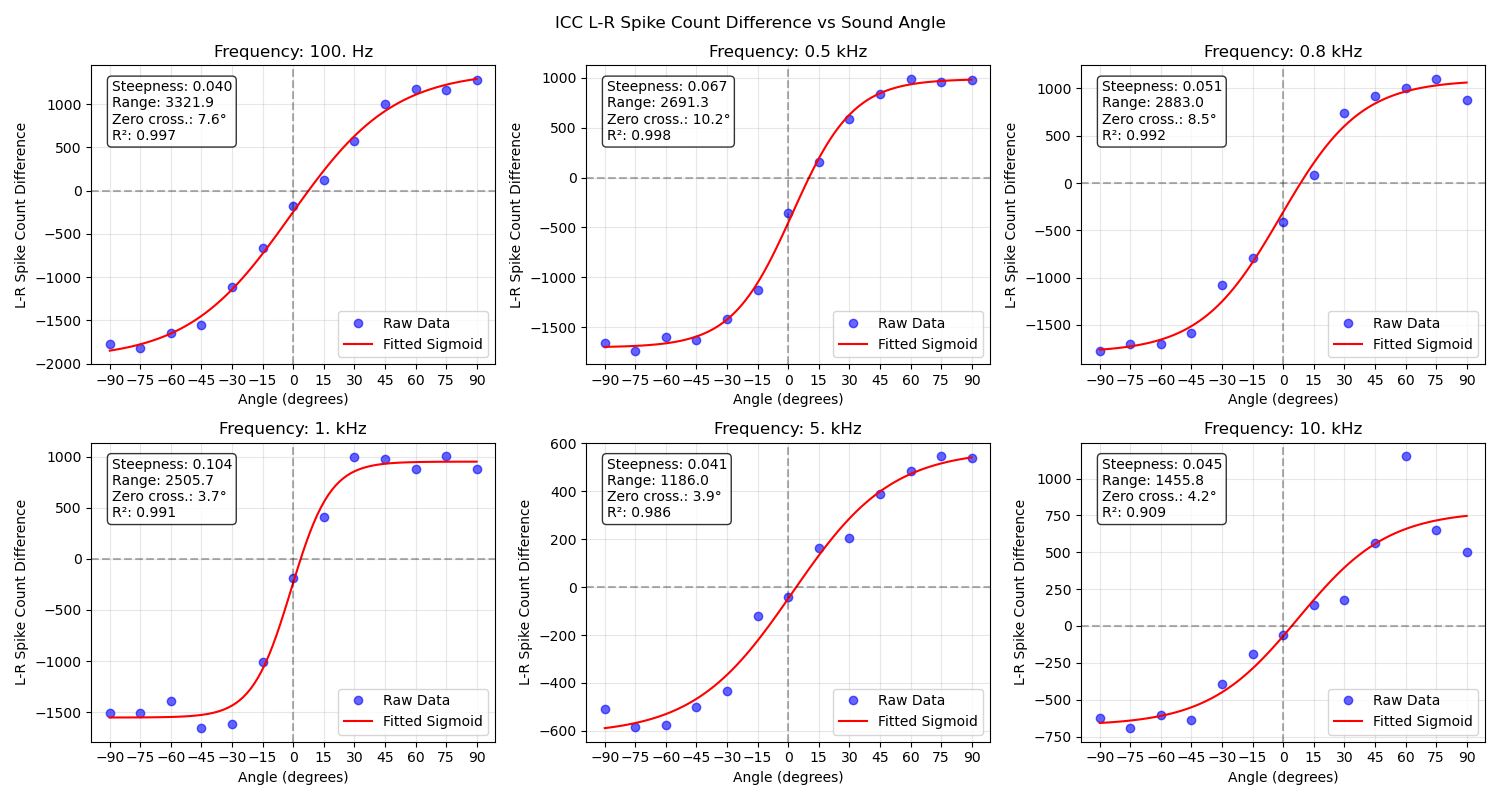 ICC L-R Spike Count Difference vs Sound Angle
Frequency: 100. Hz
Steepness: 0.040
Range: 3321.9
Zero cross.: 7.6°
R²: 0.997
1000
500
0
−500
−1000
−1500
−2000
L-R Spike Count Difference
Raw Data
Fitted Sigmoid
−90 −75 −60 −45 −30 −15 0 15 30 45 60 75 90
Angle (degrees)
Frequency: 0.5 kHz
Steepness: 0.067
Range: 2691.3
Zero cross.: 10.2°
R²: 0.998
1000
500
0
−500
−1000
−1500
L-R Spike Count Difference
Raw Data
Fitted Sigmoid
−90 −75 −60 −45 −30 −15 0 15 30 45 60 75 90
Angle (degrees)
Frequency: 0.8 kHz
Steepness: 0.051
Range: 2883.0
Zero cross.: 8.5°
R²: 0.992
1000
500
0
−500
−1000
−1500
L-R Spike Count Difference
Raw Data
Fitted Sigmoid
−90 −75 −60 −45 −30 −15 0 15 30 45 60 75 90
Angle (degrees)
Frequency: 1. kHz
Steepness: 0.104
Range: 2505.7
Zero cross.: 3.7°
R²: 0.991
1000
500
0
−500
−1000
−1500
L-R Spike Count Difference
Raw Data
Fitted Sigmoid
−90 −75 −60 −45 −30 −15 0 15 30 45 60 75 90
Angle (degrees)
Frequency: 5. kHz
Steepness: 0.041
Range: 1186.0
Zero cross.: 3.9°
R²: 0.986
600
400
200
0
−200
−400
−600
L-R Spike Count Difference
Raw Data
Fitted Sigmoid
−90 −75 −60 −45 −30 −15 0 15 30 45 60 75 90
Angle (degrees)
Frequency: 10. kHz
Steepness: 0.045
Range: 1455.8
Zero cross.: 4.2°
R²: 0.909
1000
750
500
250
0
−250
−500
−750
L-R Spike Count Difference
Raw Data
Fitted Sigmoid
−90 −75 −60 −45 −30 −15 0 15 30 45 60 75 90
Angle (degrees)